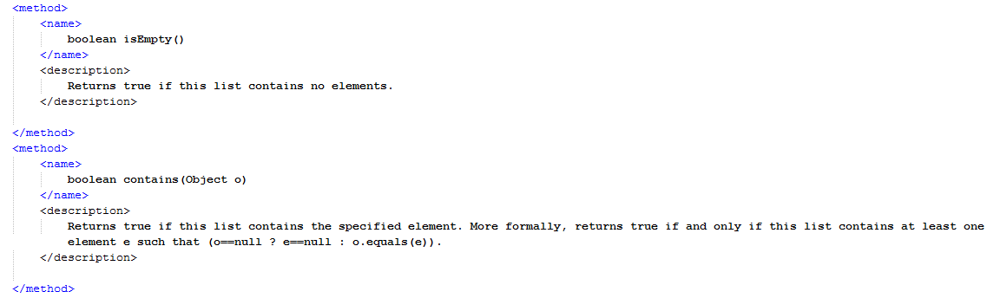 <method>
<name>
boolean isEmpty()
</name>
<description>
Returns true if this list contains no elements.
</description>
</method>
<method>
<name>
boolean contains(Object o)
</name>
<description>
Returns true if this list contains the specified element. More formally, returns true if and only if this list contains at least one
element e such that (o==null ? e==null : o.equals(e)).
</description>
</method>